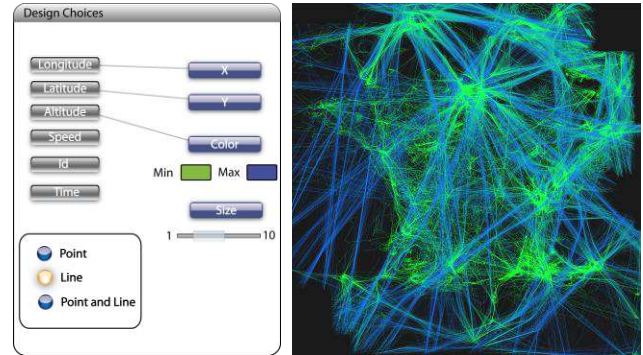 Design Choices
Longitude
X
Latitude
Y
Altitude
Color
Speed
Id
Min Max
Time
Size
1 10
Point
Line
Point and Line